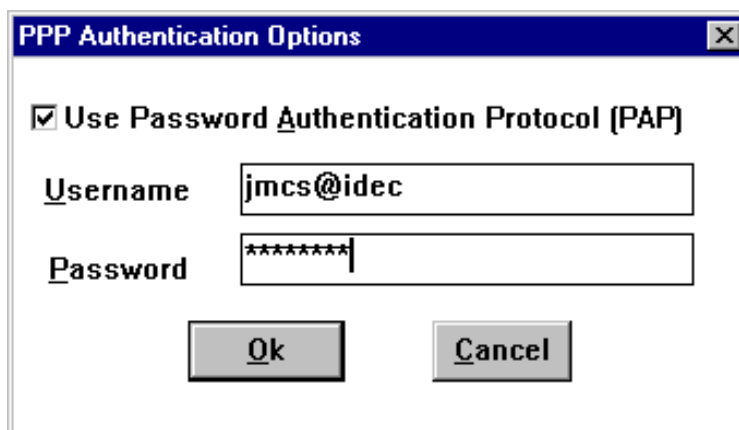 PPP Authentication Options
Use Password Authentication Protocol (PAP)
Username jmcs@idec
Password ********
Ok Cancel